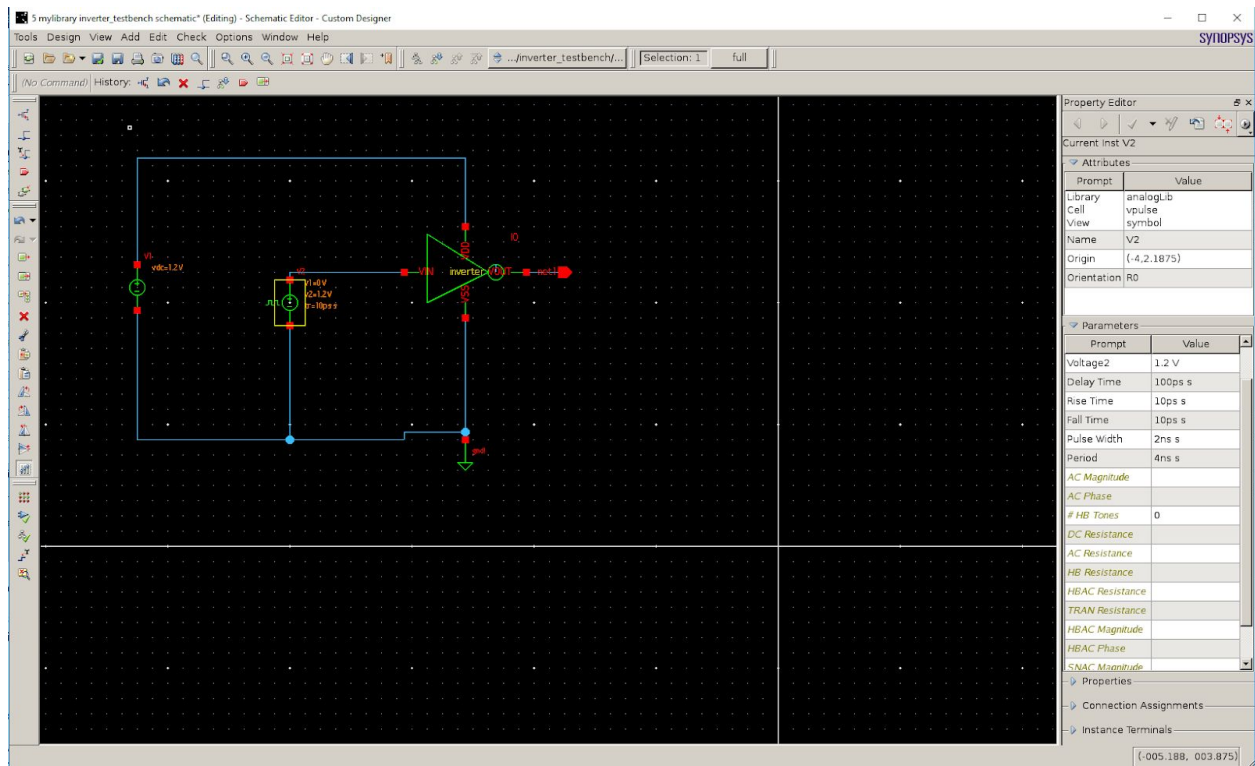 5 mylibrary inverter_testbench schematic* (Editing) - Schematic Editor - Custom Designer
Tools Design View Add Edit Check Options Window Help
SYNOPSYS
.../inverter_testbench/...
Selection: 1
full
(No Command) History:
V1
vdc=1.2V
V2
V1=0 V
V2=1.2V
tr=10ps s
VIN
inverter
VDD
VOUT
VSS
I0
gnd
Property Editor
Current Inst V2
Attributes
Prompt Value
Library analogLib
Cell vpulse
View symbol
Name V2
Origin (-4,2.1875)
Orientation R0
Parameters
Prompt Value
Voltage2 1.2 V
Delay Time 100ps s
Rise Time 10ps s
Fall Time 10ps s
Pulse Width 2ns s
Period 4ns s
AC Magnitude
AC Phase
# HB Tones 0
DC Resistance
AC Resistance
HB Resistance
HBAC Resistance
TRAN Resistance
HBAC Magnitude
HBAC Phase
SNAC Magnitude
Properties
Connection Assignments
Instance Terminals
(-005.188, 003.875)